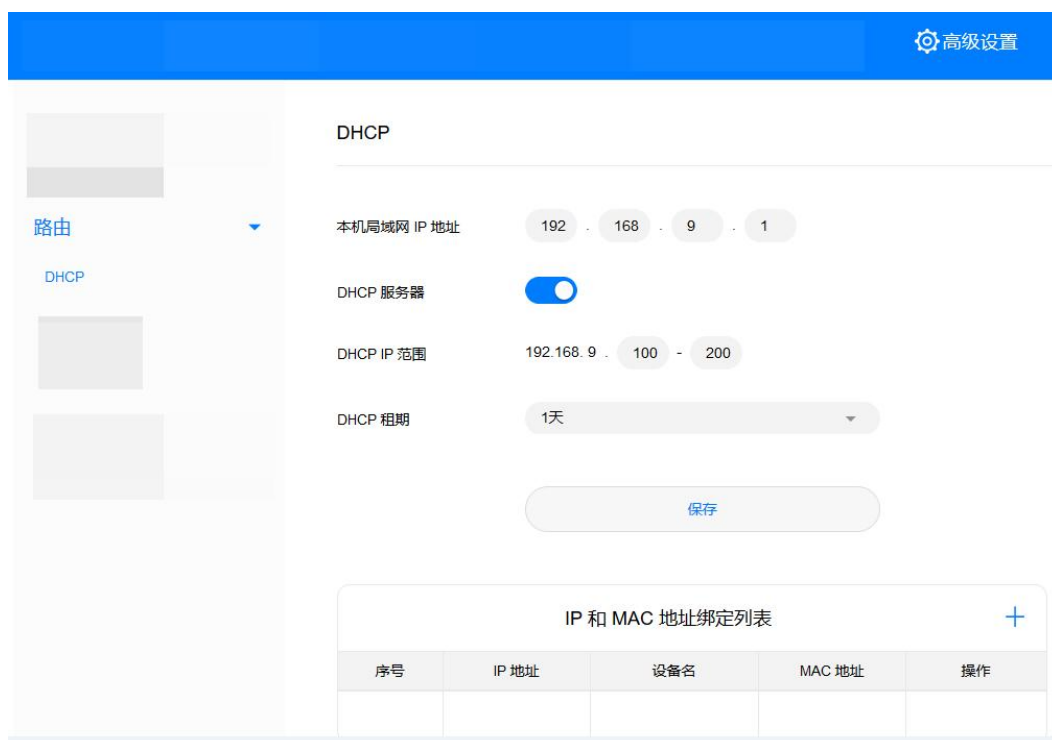 高级设置
DHCP
路由
DHCP
本机局域网 IP 地址 192 . 168 . 9 . 1
DHCP 服务器
DHCP IP 范围 192.168. 9 . 100 - 200
DHCP 租期 1天
保存
IP 和 MAC 地址绑定列表 +
序号 IP 地址 设备名 MAC 地址 操作